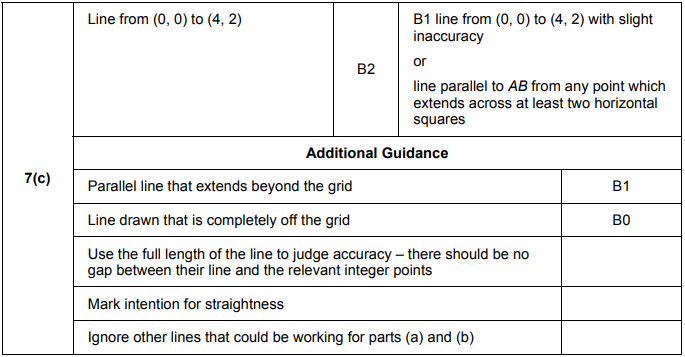 Line from (0, 0) to (4, 2)
B2
B1 line from (0, 0) to (4, 2) with slight
inaccuracy
or
line parallel to AB from any point which
extends across at least two horizontal
squares
7(c)
Additional Guidance
Parallel line that extends beyond the grid
B1
Line drawn that is completely off the grid
B0
Use the full length of the line to judge accuracy – there should be no
gap between their line and the relevant integer points
Mark intention for straightness
Ignore other lines that could be working for parts (a) and (b)